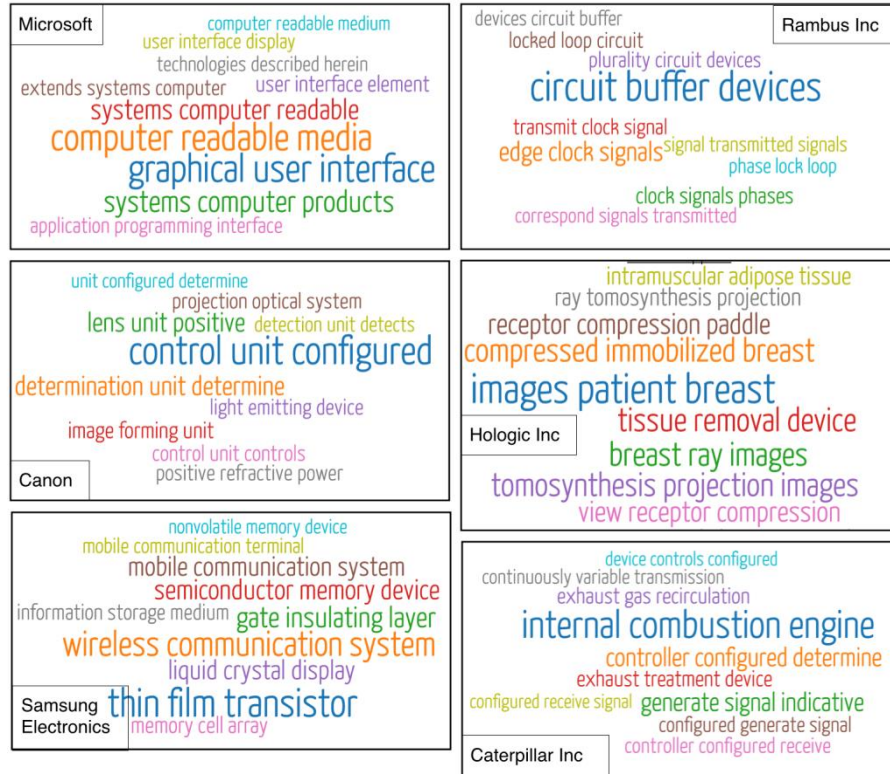 Microsoft
computer readable medium
user interface display
technologies described herein
extends systems computer
user interface element
systems computer readable
computer readable media
graphical user interface
systems computer products
application programming interface
devices circuit buffer
Rambus Inc
locked loop circuit
plurality circuit devices
circuit buffer devices
transmit clock signal
edge clock signals
signal transmitted signals
phase lock loop
clock signals phases
correspond signals transmitted
unit configured determine
projection optical system
lens unit positive
detection unit detects
control unit configured
determination unit determine
light emitting device
image forming unit
control unit controls
Canon
positive refractive power
intramuscular adipose tissue
ray tomosynthesis projection
receptor compression paddle
compressed immobilized breast
images patient breast
tissue removal device
Hologic Inc
breast ray images
tomosynthesis projection images
view receptor compression
nonvolatile memory device
mobile communication terminal
mobile communication system
semiconductor memory device
information storage medium
gate insulating layer
wireless communication system
liquid crystal display
Samsung
Electronics
thin film transistor
memory cell array
device controls configured
continuously variable transmission
exhaust gas recirculation
internal combustion engine
controller configured determine
exhaust treatment device
configured receive signal
generate signal indicative
configured generate signal
Caterpillar Inc
controller configured receive